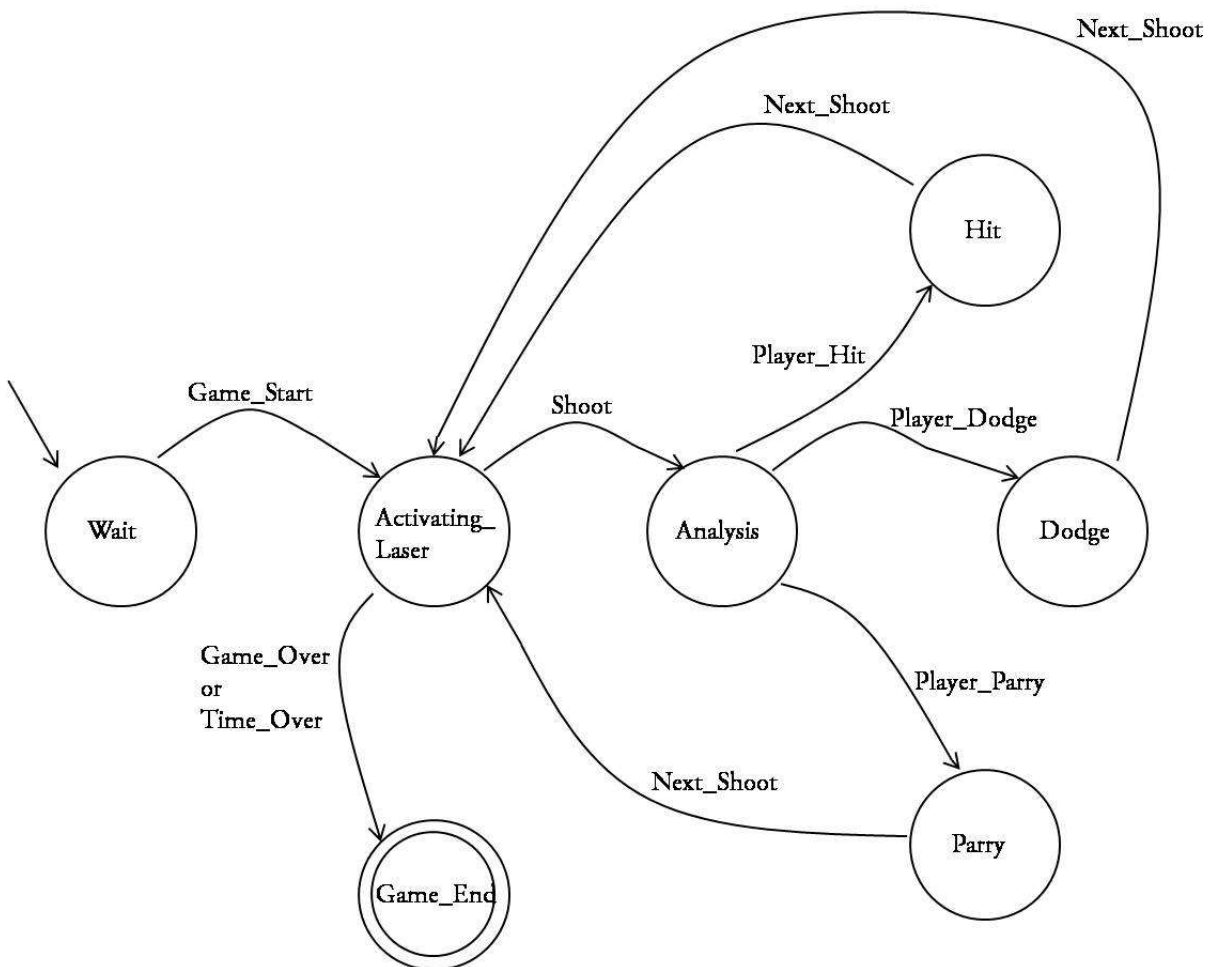 Next_Shoot
Next_Shoot
Hit
Player_Hit
Game_Start
Shoot
Player_Dodge
Wait
Activating_
Laser
Analysis
Dodge
Game_Over
or
Time_Over
Player_Parry
Next_Shoot
Parry
Game_End